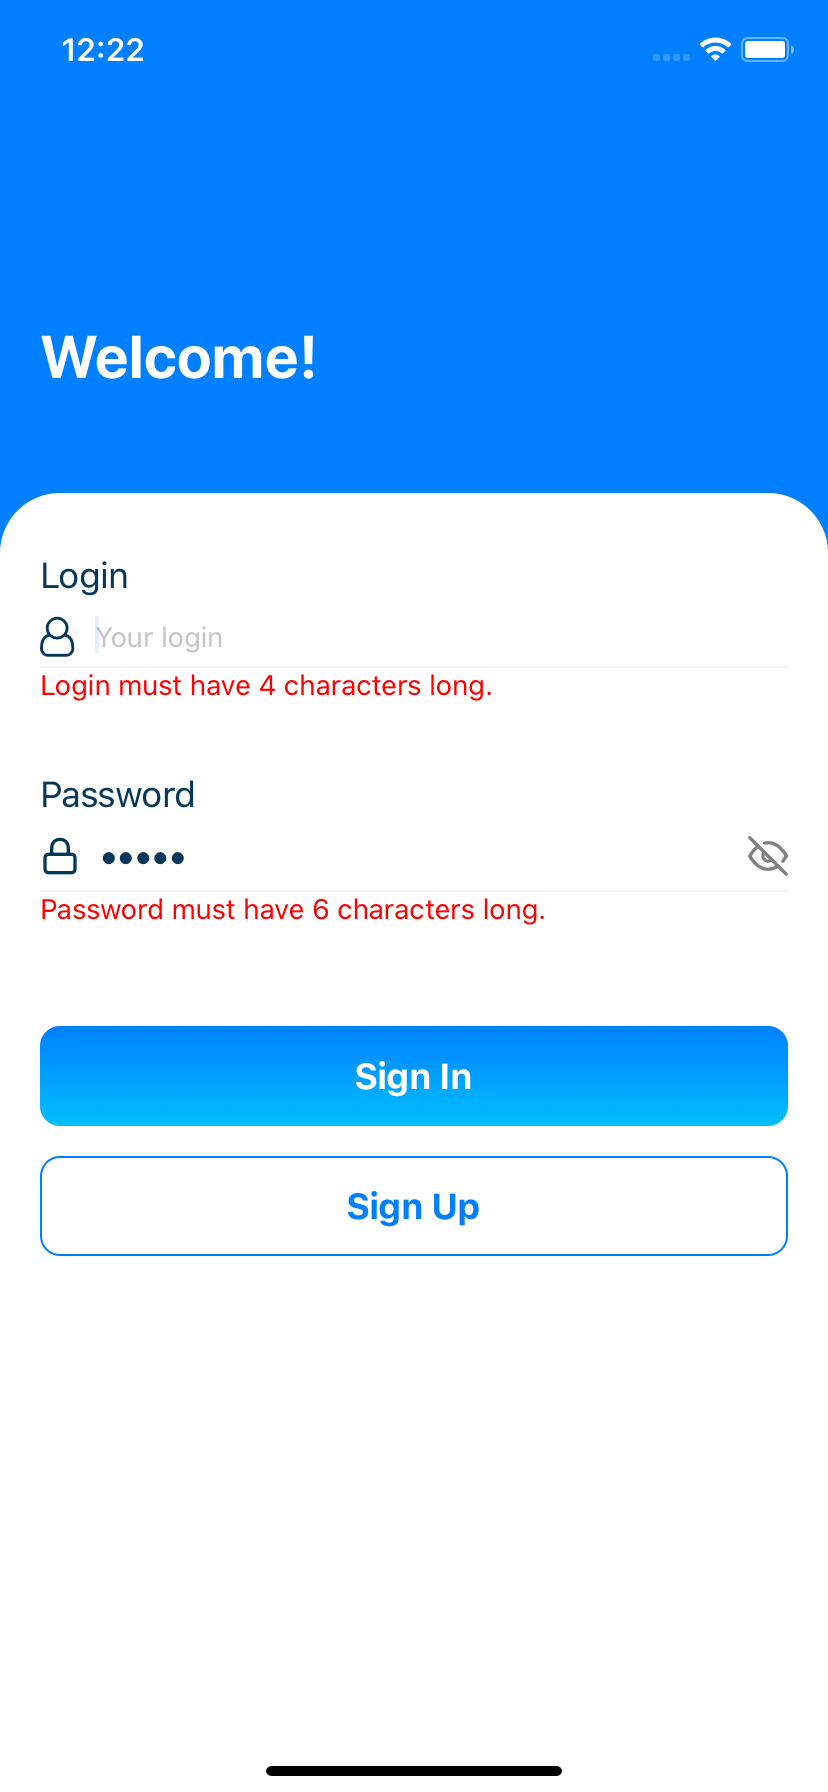 12:22
Welcome!
Login
Your login
Login must have 4 characters long.
Password
•••••
Password must have 6 characters long.
Sign In
Sign Up